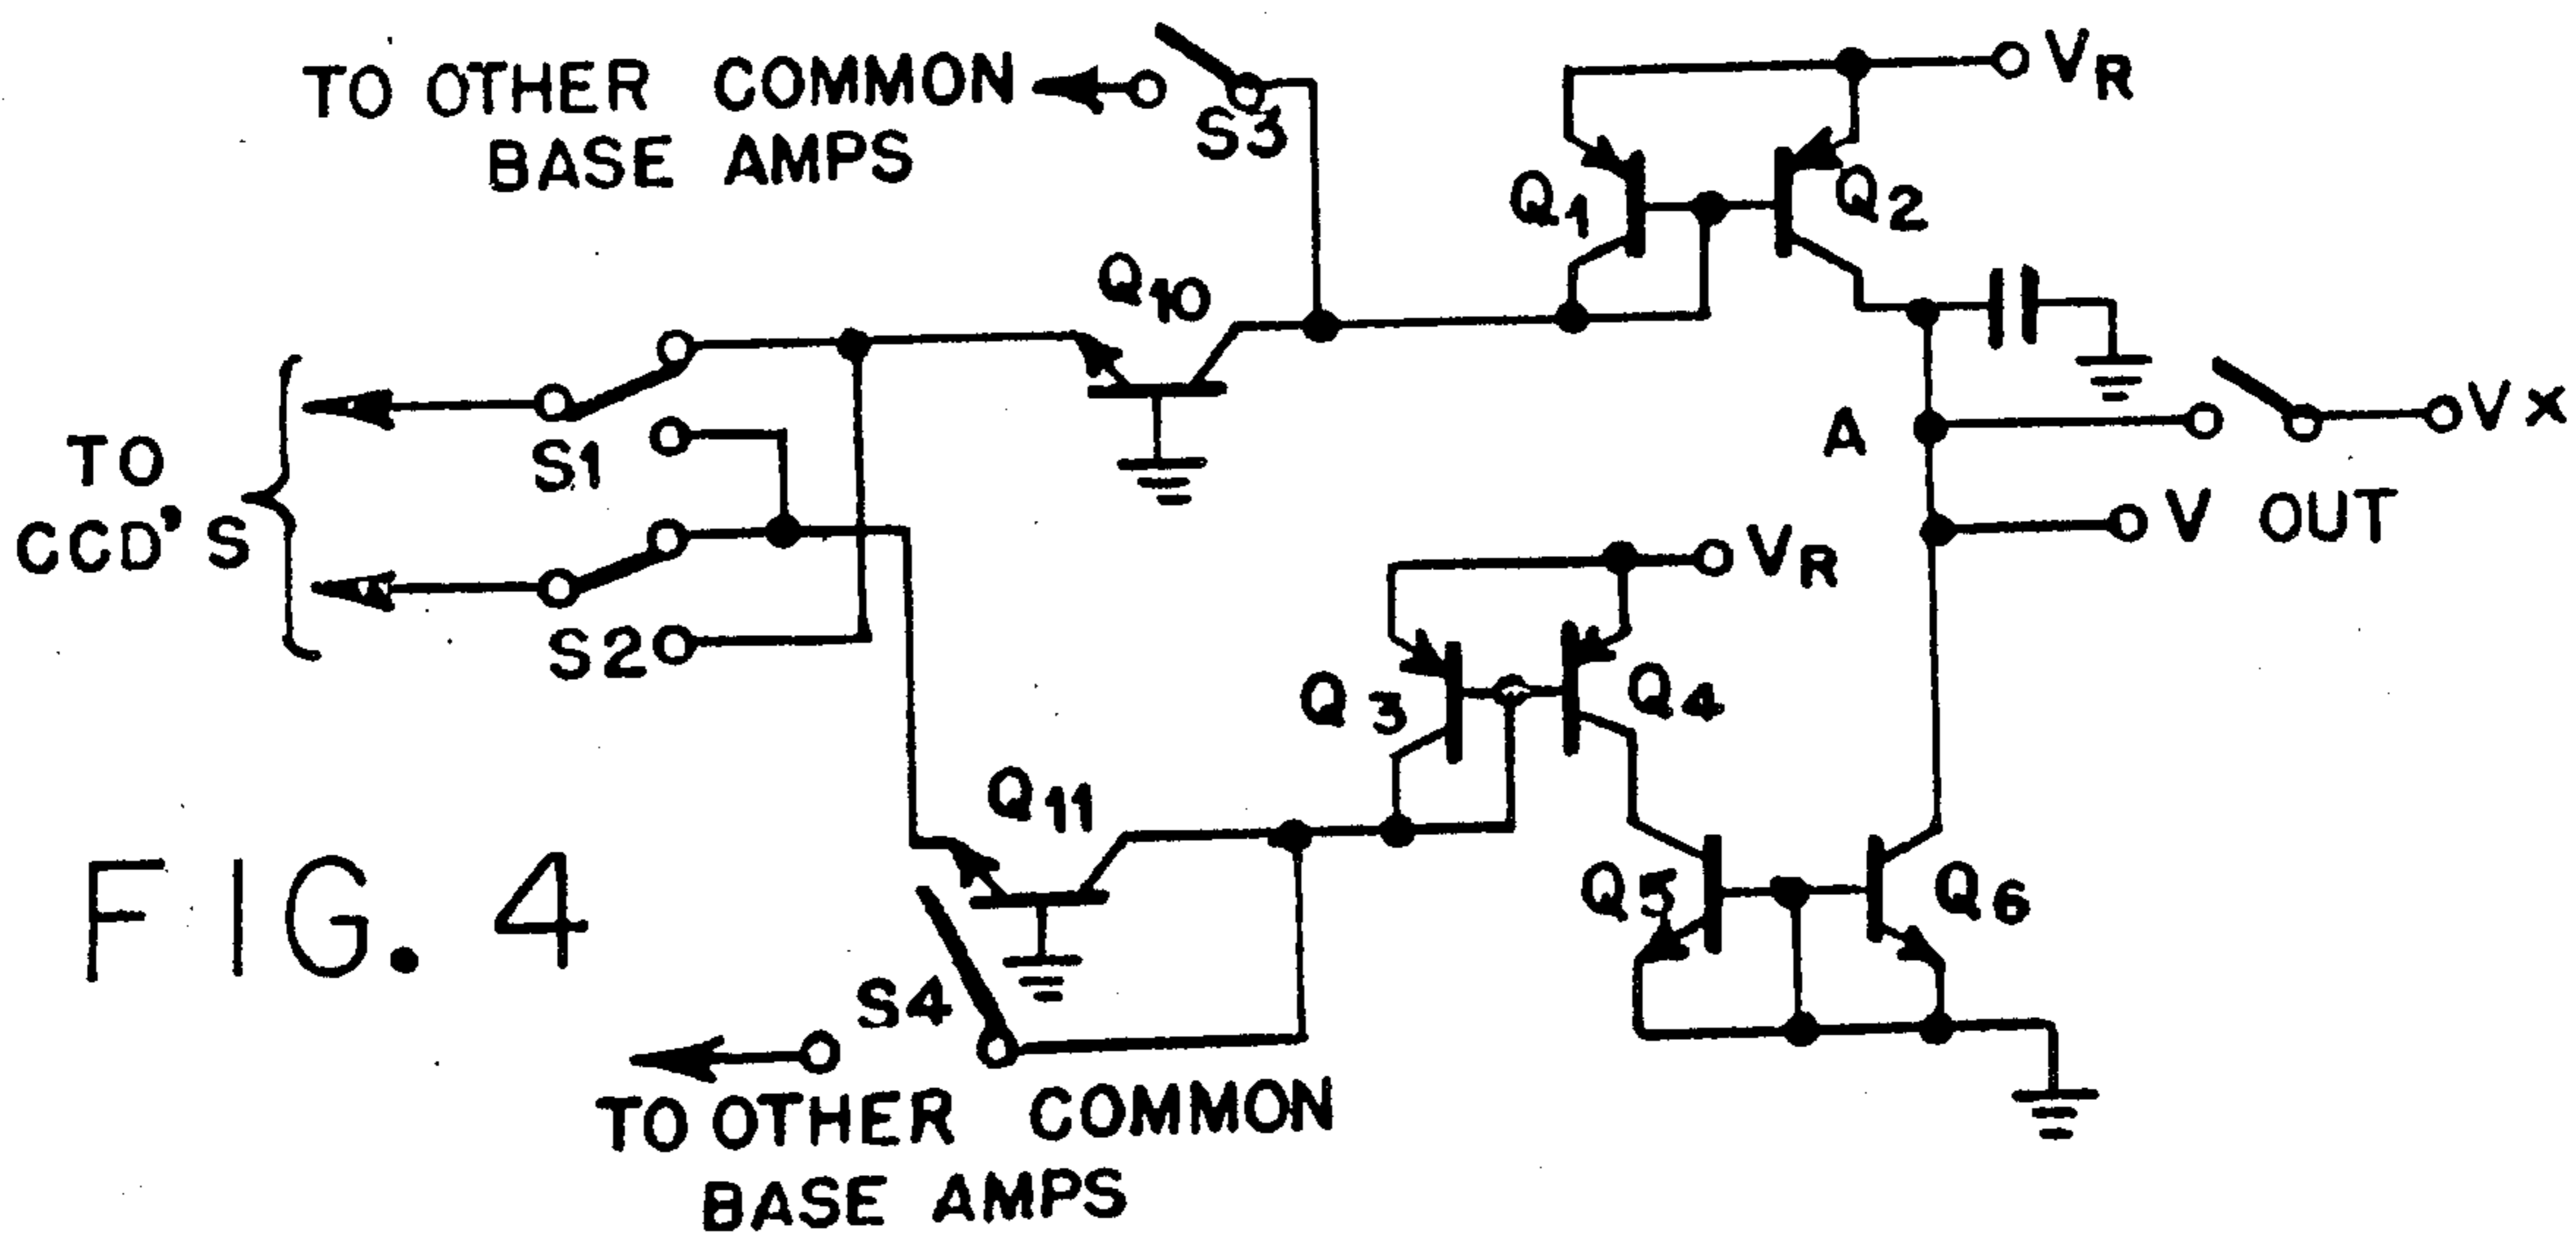 TO OTHER COMMON
BASE AMPS
S3
VR
Q1
Q2
Q10
TO
CCD'S
S1
S2
A
Vx
V OUT
VR
Q3
Q4
Q11
Q5
Q6
S4
TO OTHER COMMON
BASE AMPS
FIG. 4